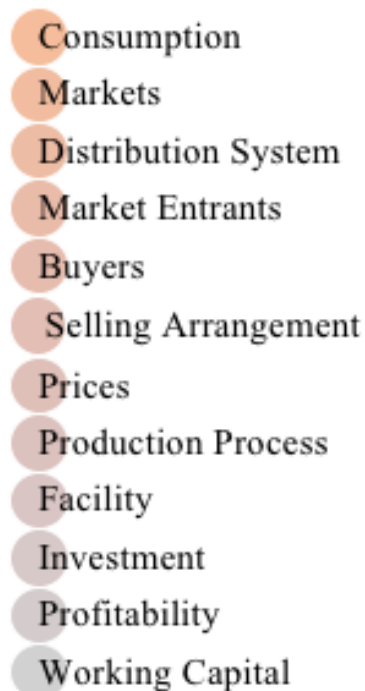 Consumption
Markets
Distribution System
Market Entrants
Buyers
Selling Arrangement
Prices
Production Process
Facility
Investment
Profitability
Working Capital